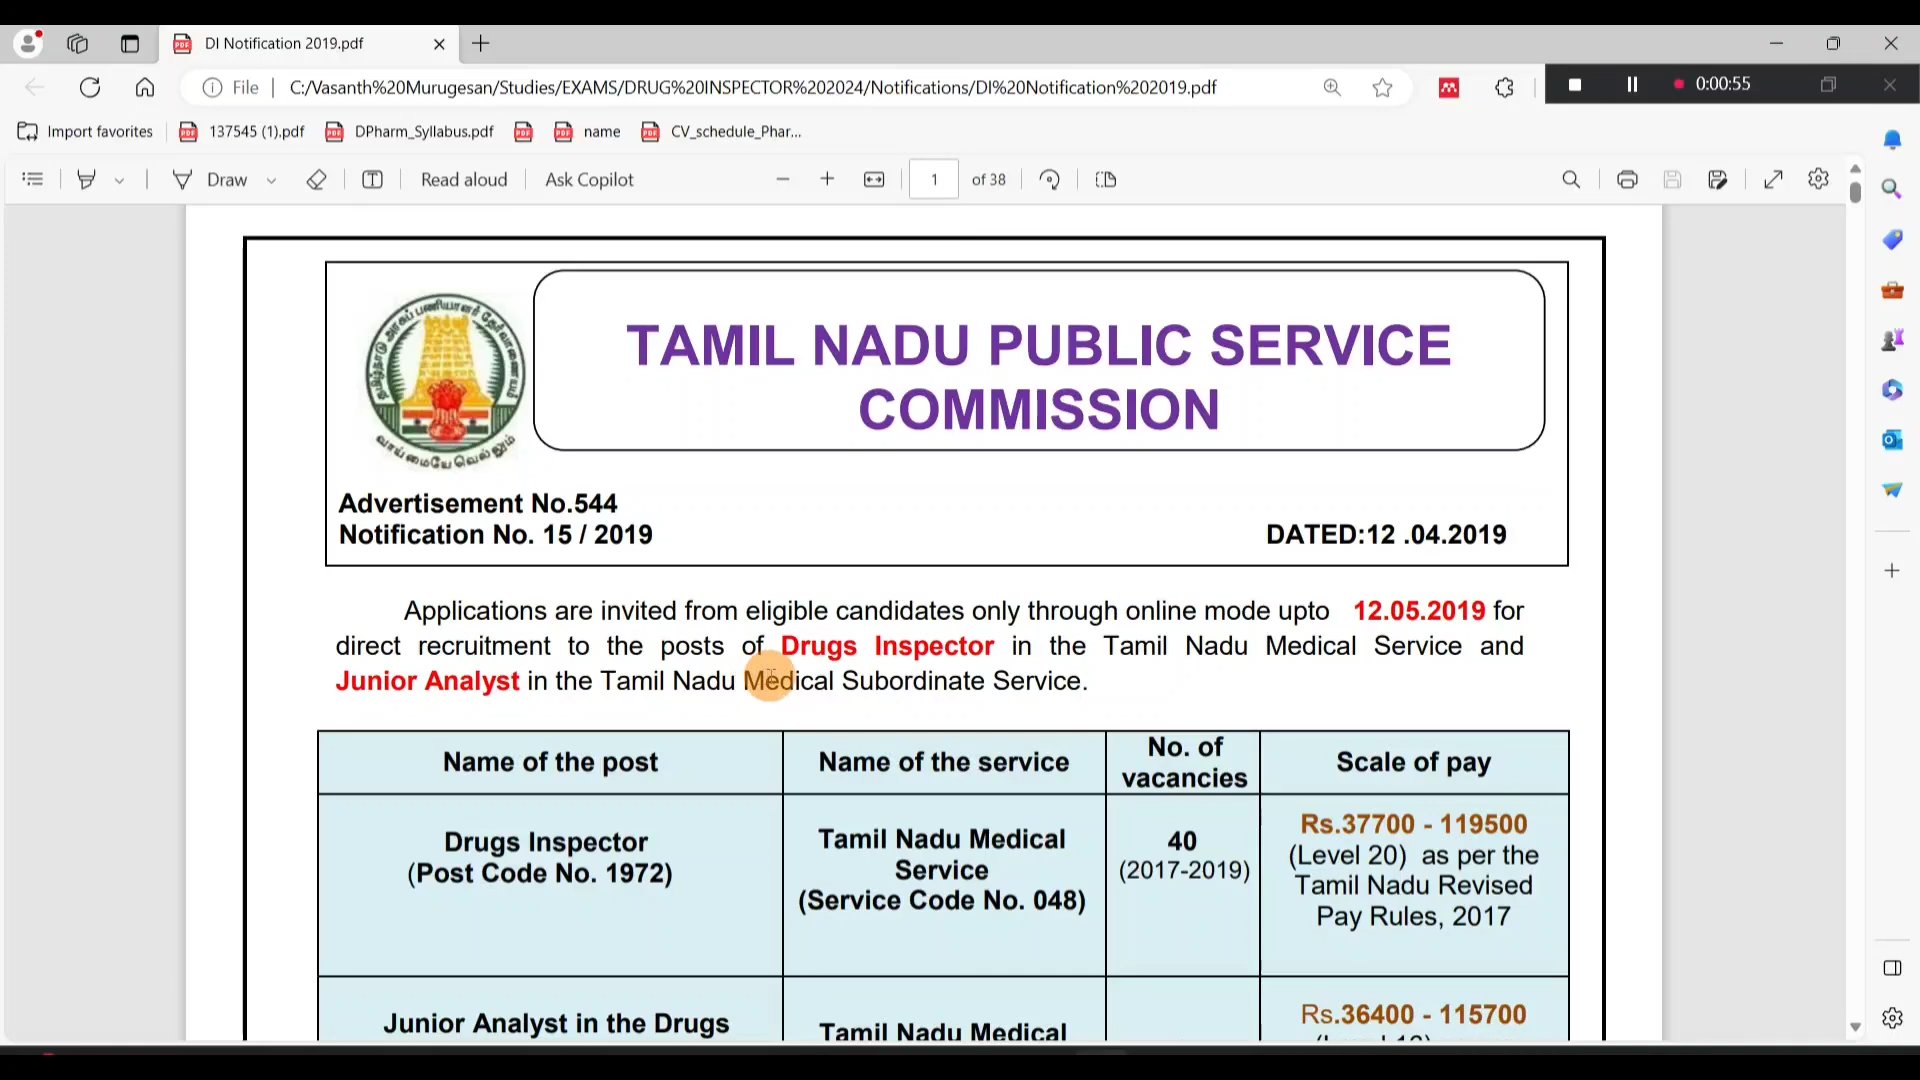 DI Notification 2019.pdf
File
C:/Vasanth%20Murugesan/Studies/EXAMS/DRUG%20INSPECTOR%202024/Notifications/DI%20Notification%202019.pdf
0:00:55
Import favorites
137545 (1).pdf
DPharm_Syllabus.pdf
name
CV_schedule_Phar...
Draw
Read aloud
Ask Copilot
1 of 38
தமிழ்நாடு அரசு பணியாளர் தேர்வாணையம்
வாய்மையே வெல்லும்
TAMIL NADU PUBLIC SERVICE
COMMISSION
Advertisement No.544
Notification No. 15 / 2019
DATED:12 .04.2019
Applications are invited from eligible candidates only through online mode upto 12.05.2019 for
direct recruitment to the posts of Drugs Inspector in the Tamil Nadu Medical Service and
Junior Analyst in the Tamil Nadu Medical Subordinate Service.
Name of the post
Name of the service
No. of
vacancies
Scale of pay
Drugs Inspector
(Post Code No. 1972)
Tamil Nadu Medical
Service
(Service Code No. 048)
40
(2017-2019)
Rs.37700 - 119500
(Level 20) as per the
Tamil Nadu Revised
Pay Rules, 2017
Junior Analyst in the Drugs
Tamil Nadu Medical
Rs.36400 - 115700